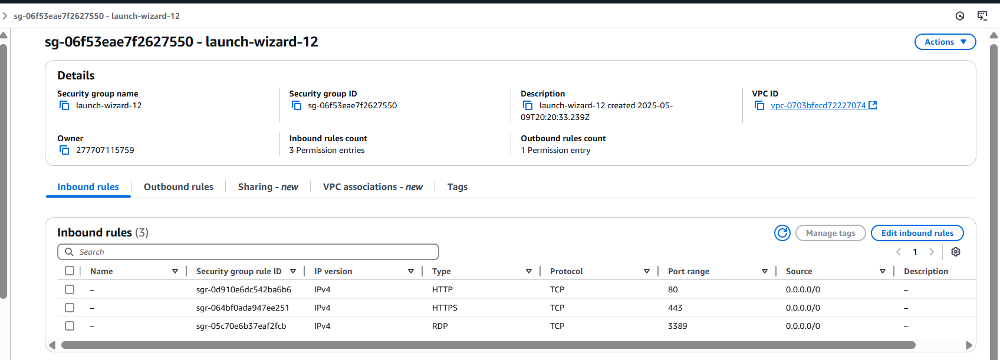 sg-06f53eae7f2627550 - launch-wizard-12
sg-06f53eae7f2627550 - launch-wizard-12
Actions
Details
Security group name
launch-wizard-12
Security group ID
sg-06f53eae7f2627550
Description
launch-wizard-12 created 2025-05-
09T20:20:33.239Z
VPC ID
vpc-0703bfecd72227074
Owner
277707115759
Inbound rules count
3 Permission entries
Outbound rules count
1 Permission entry
Inbound rules Outbound rules Sharing - new VPC associations - new Tags
Inbound rules (3)
Manage tags Edit inbound rules
Search
1
Name Security group rule ID IP version Type Protocol Port range Source Description
– sgr-0d910e6dc542ba6b6 IPv4 HTTP TCP 80 0.0.0.0/0 –
– sgr-064bf0ada947ee251 IPv4 HTTPS TCP 443 0.0.0.0/0 –
– sgr-05c70e6b37eaf2fcb IPv4 RDP TCP 3389 0.0.0.0/0 –